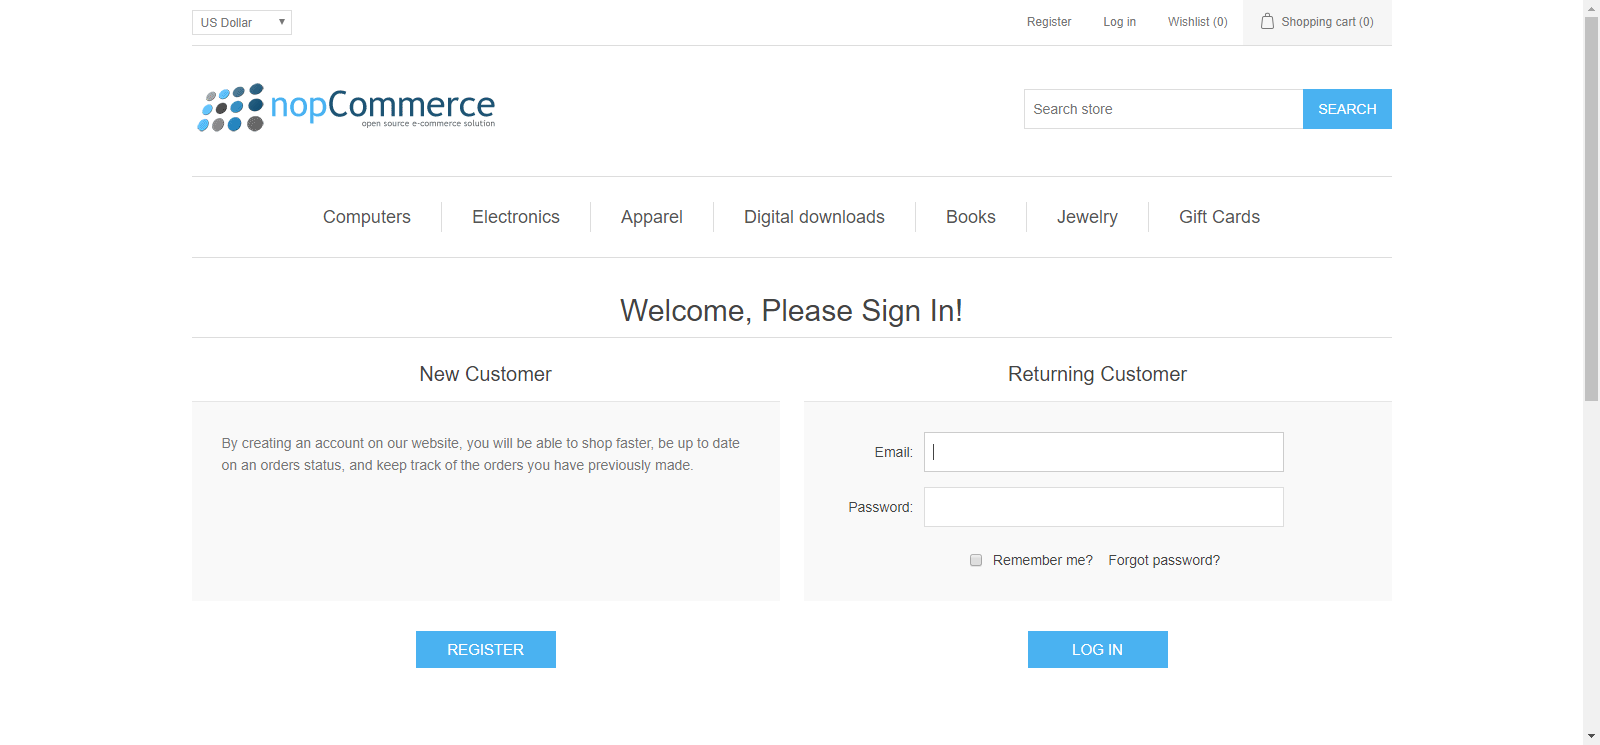 US Dollar
Register
Log in
Wishlist (0)
Shopping cart (0)
nopCommerce
open source e-commerce solution
Search store
SEARCH
Computers
Electronics
Apparel
Digital downloads
Books
Jewelry
Gift Cards
Welcome, Please Sign In!
New Customer
By creating an account on our website, you will be able to shop faster, be up to date
on an orders status, and keep track of the orders you have previously made.
REGISTER
Returning Customer
Email:
Password:
Remember me?
Forgot password?
LOG IN